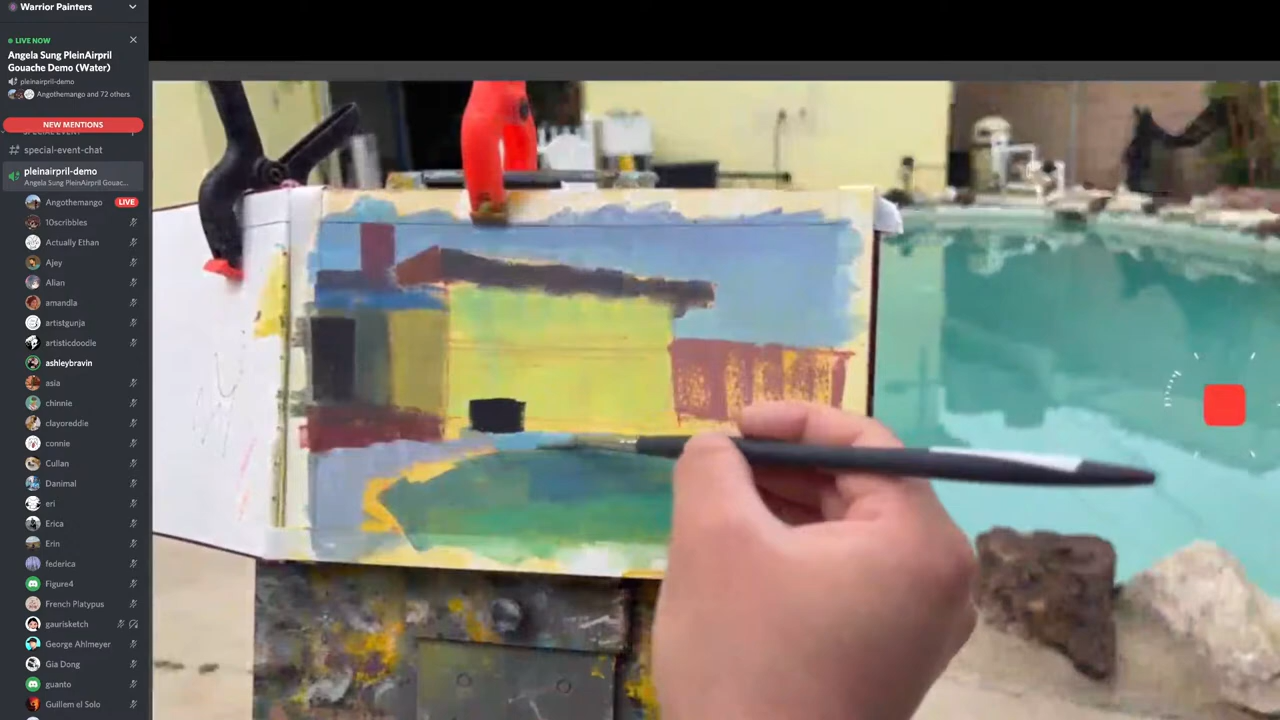 Warrior Painters
LIVE NOW
Angela Sung PleinAirpril
Gouache Demo (Water)
pleinairpril-demo
Angothemango and 72 others
NEW MENTIONS
special-event-chat
pleinairpril-demo
Angela Sung PleinAirpril Gouac...
Angothemango LIVE
10scribbles
Actually Ethan
Ajey
Alian
amandla
artistgunja
artisticdoodle
ashleybravin
asia
chinnie
clayoreddie
connie
Cullan
Danimal
eri
Erica
Erin
federica
Figure4
French Platypus
gaurisketch
George Ahlmeyer
Gia Dong
guanto
Guillem el Solo